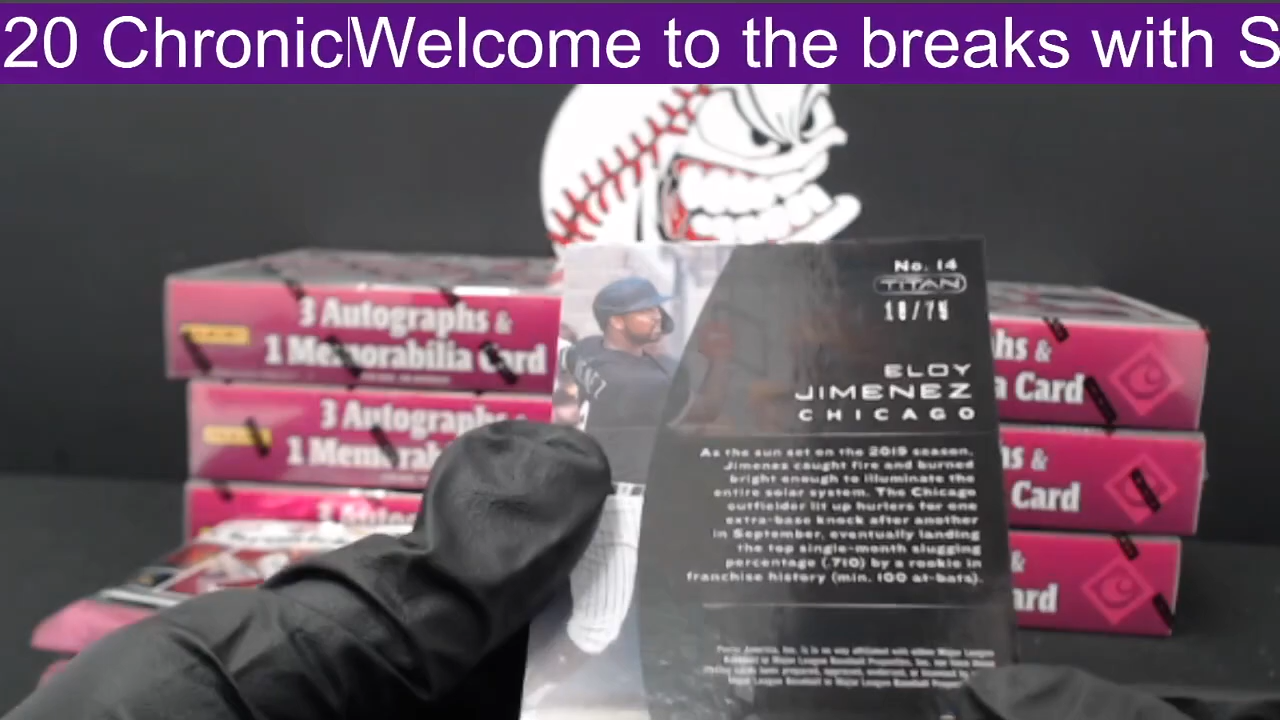 20 ChronicWelcome to the breaks with S
3 Autographs &
1 Memorabilia Card
3 Autographs
1 Memorab
3 Auto
hs &
a Card
s &
Card
&
ard
No. 14
TITAN
ELOY
JIMENEZ
CHICAGO
As the sun set on the 2019 season,
Jimenez caught fire and burned
bright enough to illuminate the
entire solar system. The Chicago
outfielder lit up hurlers for one
extra-base knock after another
in September, eventually landing
the top single-month slugging
percentage (.710) by a rookie in
franchise history (min. 100 at-bats).